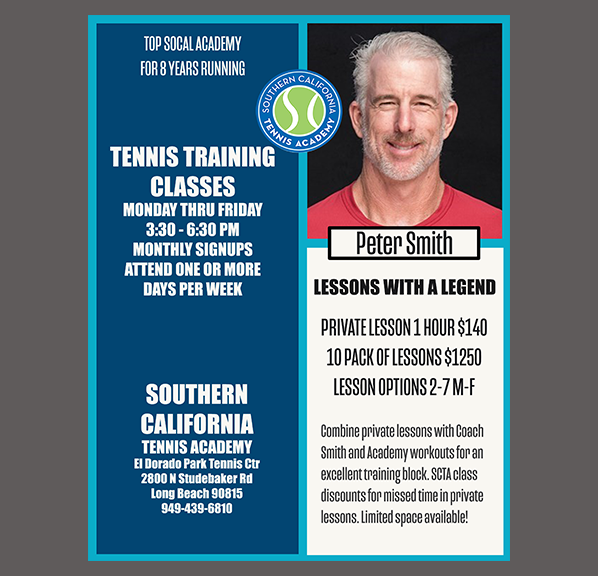 TOP SOCAL ACADEMY
FOR 8 YEARS RUNNING
SOUTHERN CALIFORNIA
TENNIS ACADEMY
TENNIS TRAINING
CLASSES
MONDAY THRU FRIDAY
3:30 - 6:30 PM
MONTHLY SIGNUPS
ATTEND ONE OR MORE
DAYS PER WEEK
SOUTHERN
CALIFORNIA
TENNIS ACADEMY
El Dorado Park Tennis Ctr
2800 N Studebaker Rd
Long Beach 90815
949-439-6810
Peter Smith
LESSONS WITH A LEGEND
PRIVATE LESSON 1 HOUR $140
10 PACK OF LESSONS $1250
LESSON OPTIONS 2-7 M-F
Combine private lessons with Coach
Smith and Academy workouts for an
excellent training block. SCTA class
discounts for missed time in private
lessons. Limited space available!